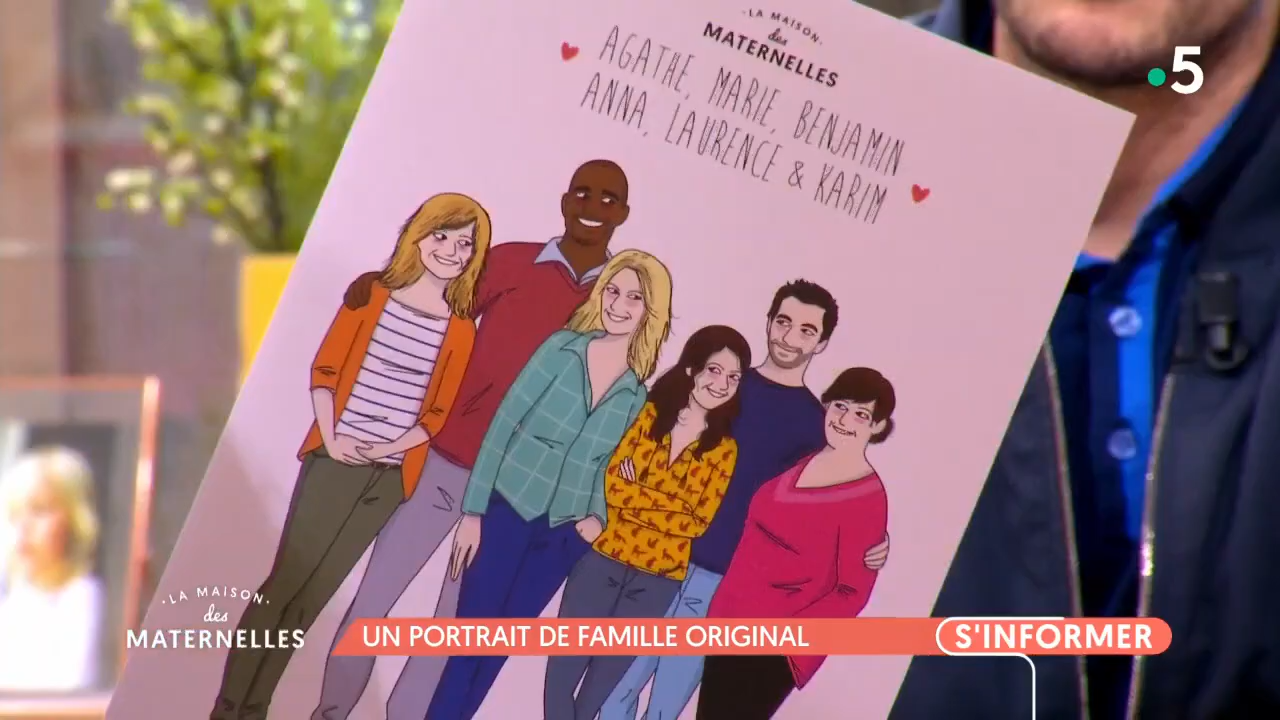 ·LA MAISON·
des
MATERNELLES
AGATHE, MARIE, BENJAMIN
ANNA, LAURENCE & KARIM
5
·LA MAISON·
des
MATERNELLES
UN PORTRAIT DE FAMILLE ORIGINAL
S'INFORMER